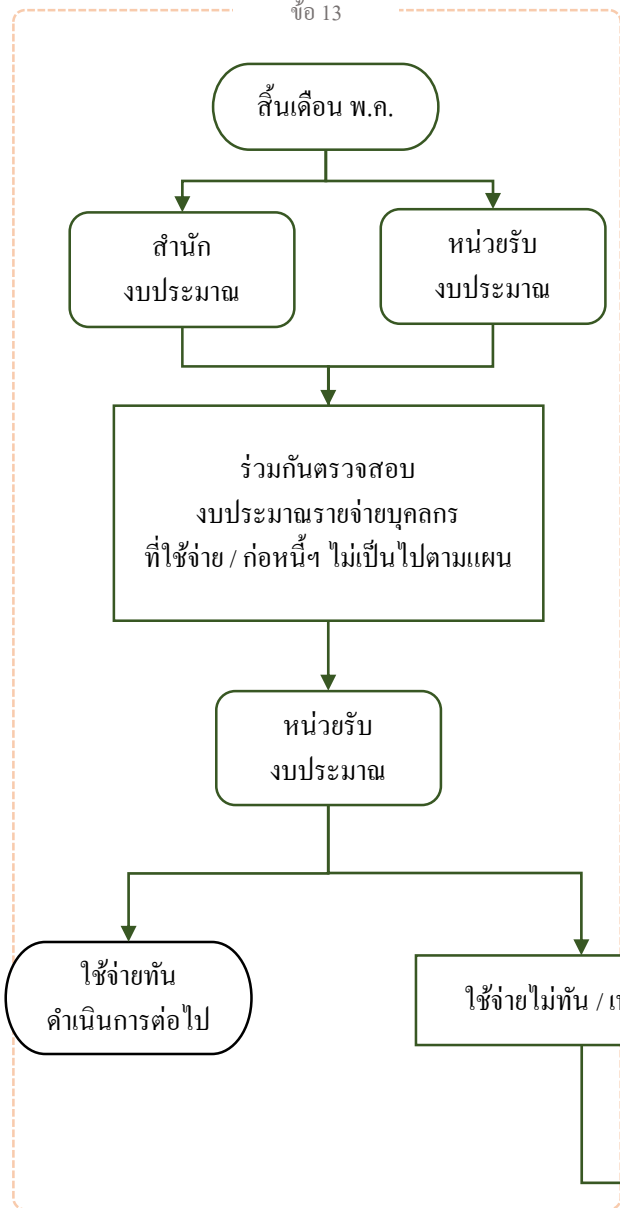 ข้อ 13
สิ้นเดือน พ.ค.
สำนัก
งบประมาณ
หน่วยรับ
งบประมาณ
ร่วมกันตรวจสอบ
งบประมาณรายจ่ายบุคลกร
ที่ใช้จ่าย / ก่อหนี้ฯ ไม่เป็นไปตามแผน
หน่วยรับ
งบประมาณ
ใช้จ่ายทัน
ดำเนินการต่อไป
ใช้จ่ายไม่ทัน /